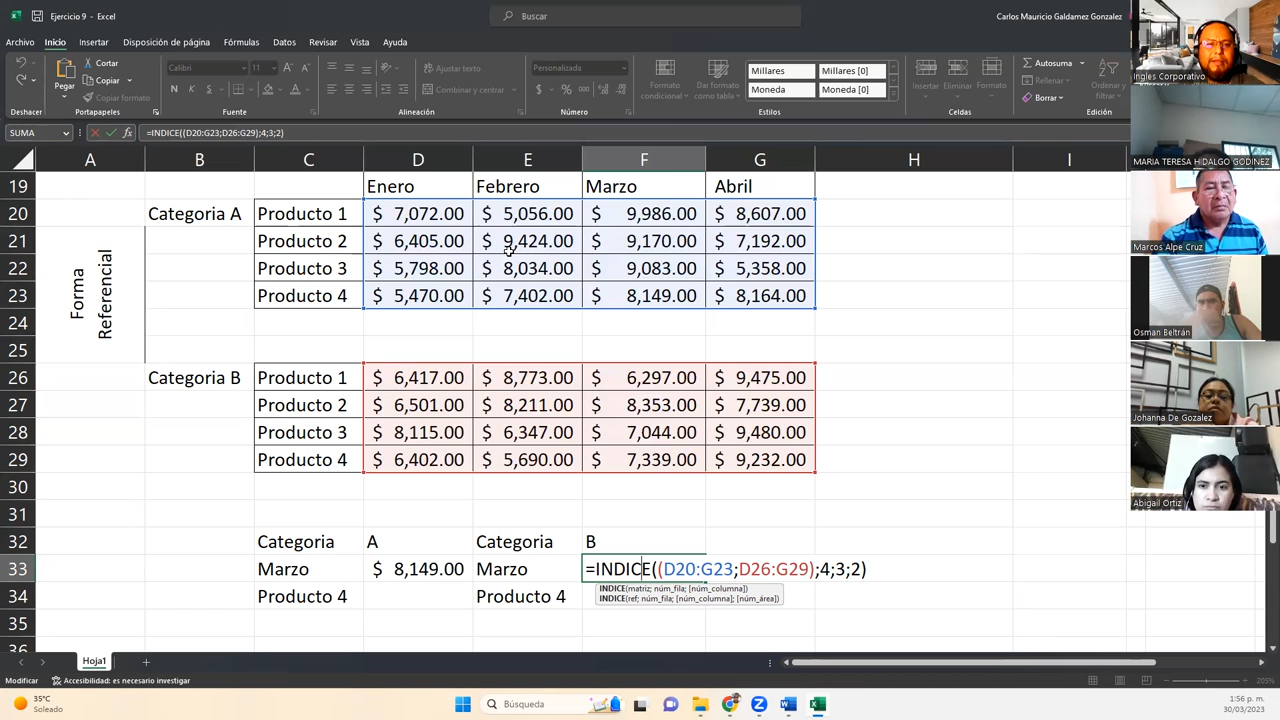 Ejercicio 9 - Excel
Buscar
Carlos Mauricio Galdamez Gonzalez
Archivo Inicio Insertar Disposición de página Fórmulas Datos Revisar Vista Ayuda
Pegar
Cortar
Copiar
Copiar formato
Calibri 11
N K S
Ajustar texto
Personalizada
Formato condicional
Dar formato como tabla
Millares Millares [0]
Moneda Moneda [0]
Insertar Eliminar Formato
Autosuma
Rellenar
Borrar
Ordenar y filtrar
Deshacer Portapapeles Fuente Alineación Número Estilos Celdas Edición
SUMA =INDICE((D20:G23;D26:G29);4;3;2)
A B C D E F G H I
19 Enero Febrero Marzo Abril
20 Categoria A Producto 1 $ 7,072.00 $ 5,056.00 $ 9,986.00 $ 8,607.00
21 Producto 2 $ 6,405.00 $ 9,424.00 $ 9,170.00 $ 7,192.00
22 Producto 3 $ 5,798.00 $ 8,034.00 $ 9,083.00 $ 5,358.00
23 Producto 4 $ 5,470.00 $ 7,402.00 $ 8,149.00 $ 8,164.00
Forma
Referencial
24
25
26 Categoria B Producto 1 $ 6,417.00 $ 8,773.00 $ 6,297.00 $ 9,475.00
27 Producto 2 $ 6,501.00 $ 8,211.00 $ 8,353.00 $ 7,739.00
28 Producto 3 $ 8,115.00 $ 6,347.00 $ 7,044.00 $ 9,480.00
29 Producto 4 $ 6,402.00 $ 5,690.00 $ 7,339.00 $ 9,232.00
30
31
32 Categoria A Categoria B
33 Marzo $ 8,149.00 Marzo =INDICE((D20:G23;D26:G29);4;3;2)
INDICE(matriz; núm_fila; [núm_columna])
INDICE(ref; núm_fila; [núm_columna]; [núm_área])
34 Producto 4 Producto 4
35
36
Hoja1
Modificar Accesibilidad: es necesario investigar 205%
35°C
Soleado
Búsqueda
1:56 p. m.
30/03/2023
Ingles Corporativo
MARIA TERESA HIDALGO GODINEZ
Marcos Alpe Cruz
Osman Beltrán
Johanna De Gozalez
Abigail Ortiz